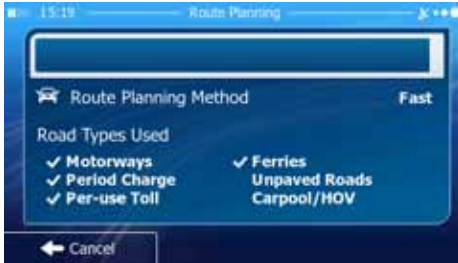 15:19 Route Planning
Route Planning Method Fast
Road Types Used
Motorways Ferries
Period Charge Unpaved Roads
Per-use Toll Carpool/HOV
Cancel